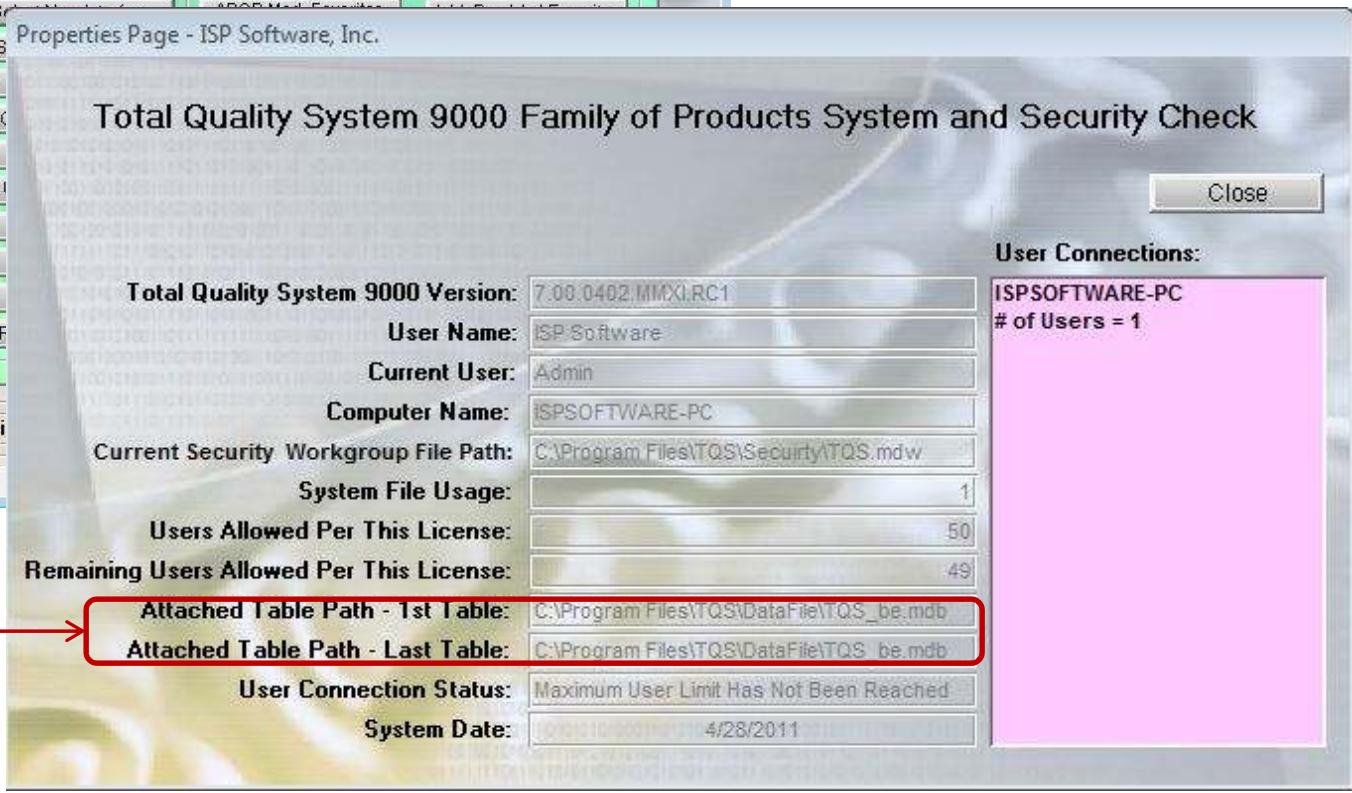 Properties Page - ISP Software, Inc.
Total Quality System 9000 Family of Products System and Security Check
Close
User Connections:
Total Quality System 9000 Version: 7.00.0402.MMXI.RC1
ISPSOFTWARE-PC
# of Users = 1
User Name: ISP Software
Current User: Admin
Computer Name: ISPSOFTWARE-PC
Current Security Workgroup File Path: C:\Program Files\TQS\Secuirty\TQS.mdw
System File Usage: 1
Users Allowed Per This License: 50
Remaining Users Allowed Per This License: 49
Attached Table Path - 1st Table: C:\Program Files\TQS\DataFile\TQS_be.mdb
Attached Table Path - Last Table: C:\Program Files\TQS\DataFile\TQS_be.mdb
User Connection Status: Maximum User Limit Has Not Been Reached
System Date: 4/28/2011